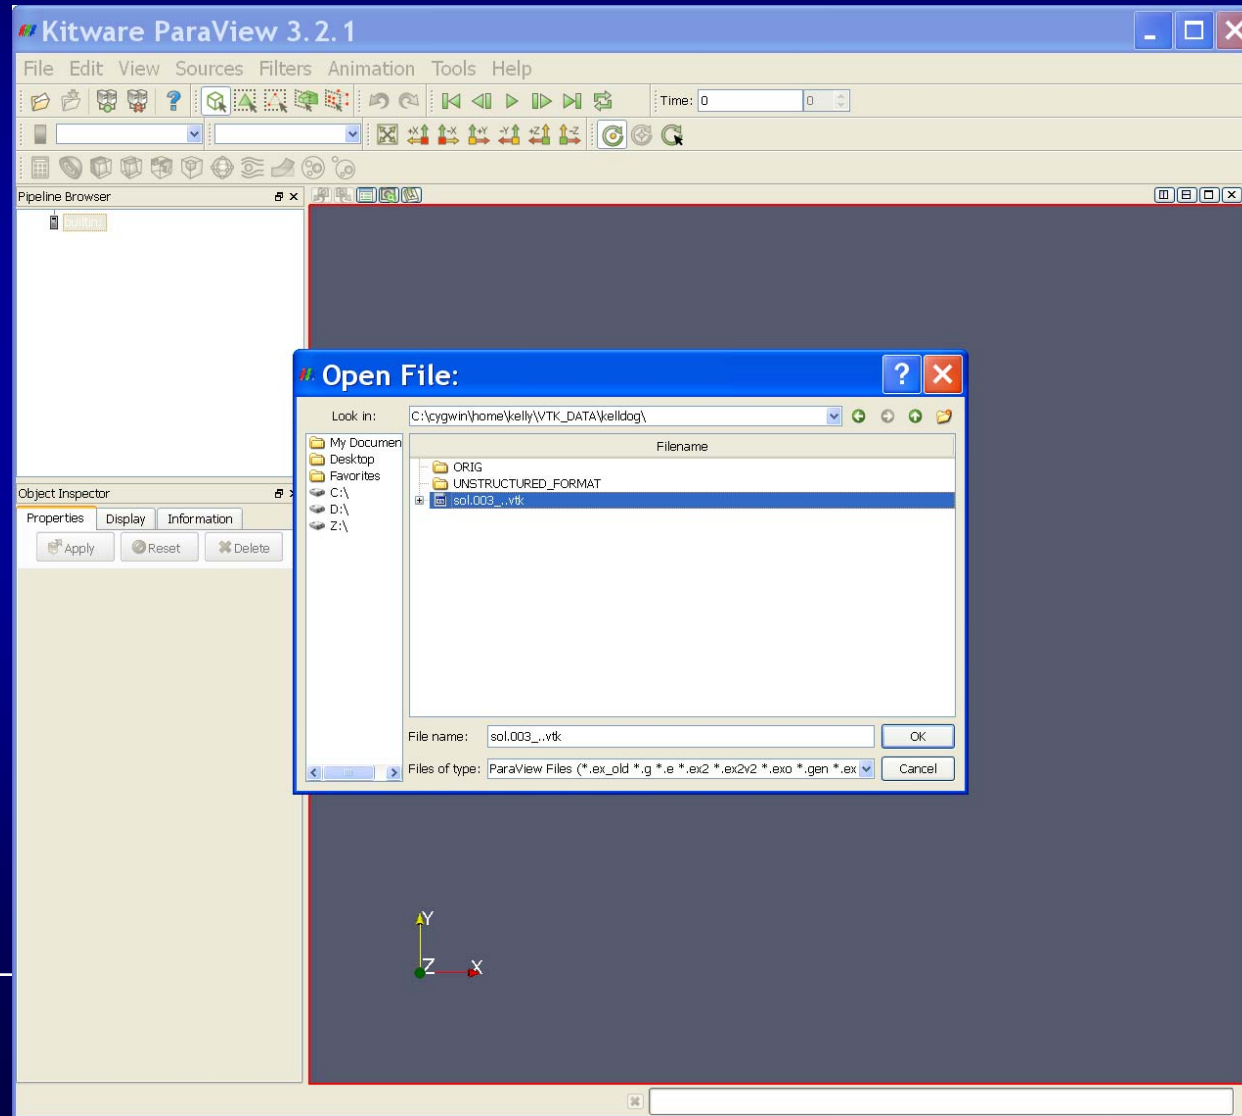 Kitware ParaView 3.2.1
File Edit View Sources Filters Animation Tools Help
Time: 0 0
+X -X +Y -Y +Z -Z
Pipeline Browser
builtin:
Open File:
Look in: C:\cygwin\home\kelly\VTK_DATA\kelldog\
My Documen
Desktop
Favorites
C:\
D:\
Z:\
Filename
ORIG
UNSTRUCTURED_FORMAT
sol.003_..vtk
File name: sol.003_..vtk OK
Files of type: ParaView Files (*.ex_old *.g *.e *.ex2 *.ex2v2 *.exo *.gen *.ex Cancel
Object Inspector
Properties Display Information
Apply Reset Delete
Y
Z X